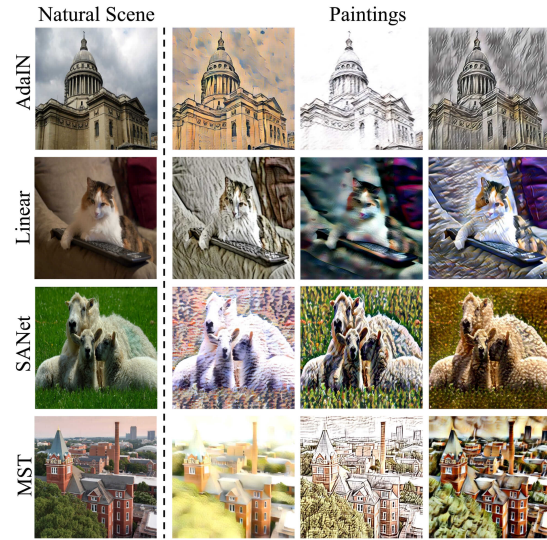 Natural Scene
Paintings
AdaIN
Linear
SANet
MST